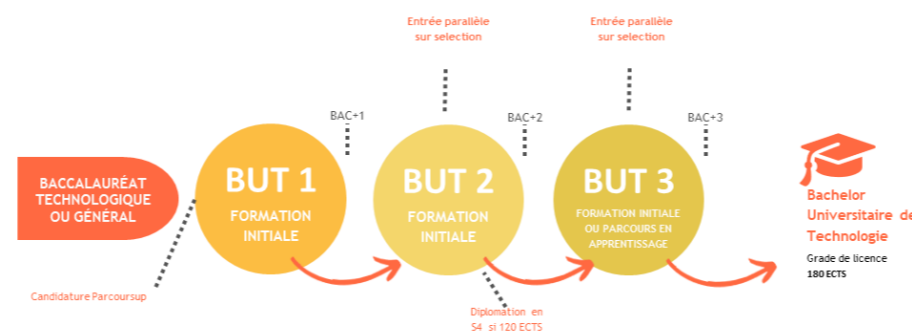 Entrée parallèle
sur selection
Entrée parallèle
sur selection
BAC+1
BAC+2
BAC+3
BACCALAURÉAT
TECHNOLOGIQUE
OU GÉNÉRAL
BUT 1
FORMATION
INITIALE
BUT 2
FORMATION
INITIALE
BUT 3
FORMATION INITIALE
OU PARCOURS EN
APPRENTISSAGE
Bachelor
Universitaire de
Technologie
Grade de licence
180 ECTS
Candidature Parcoursup
Diplomation en
S4 si 120 ECTS